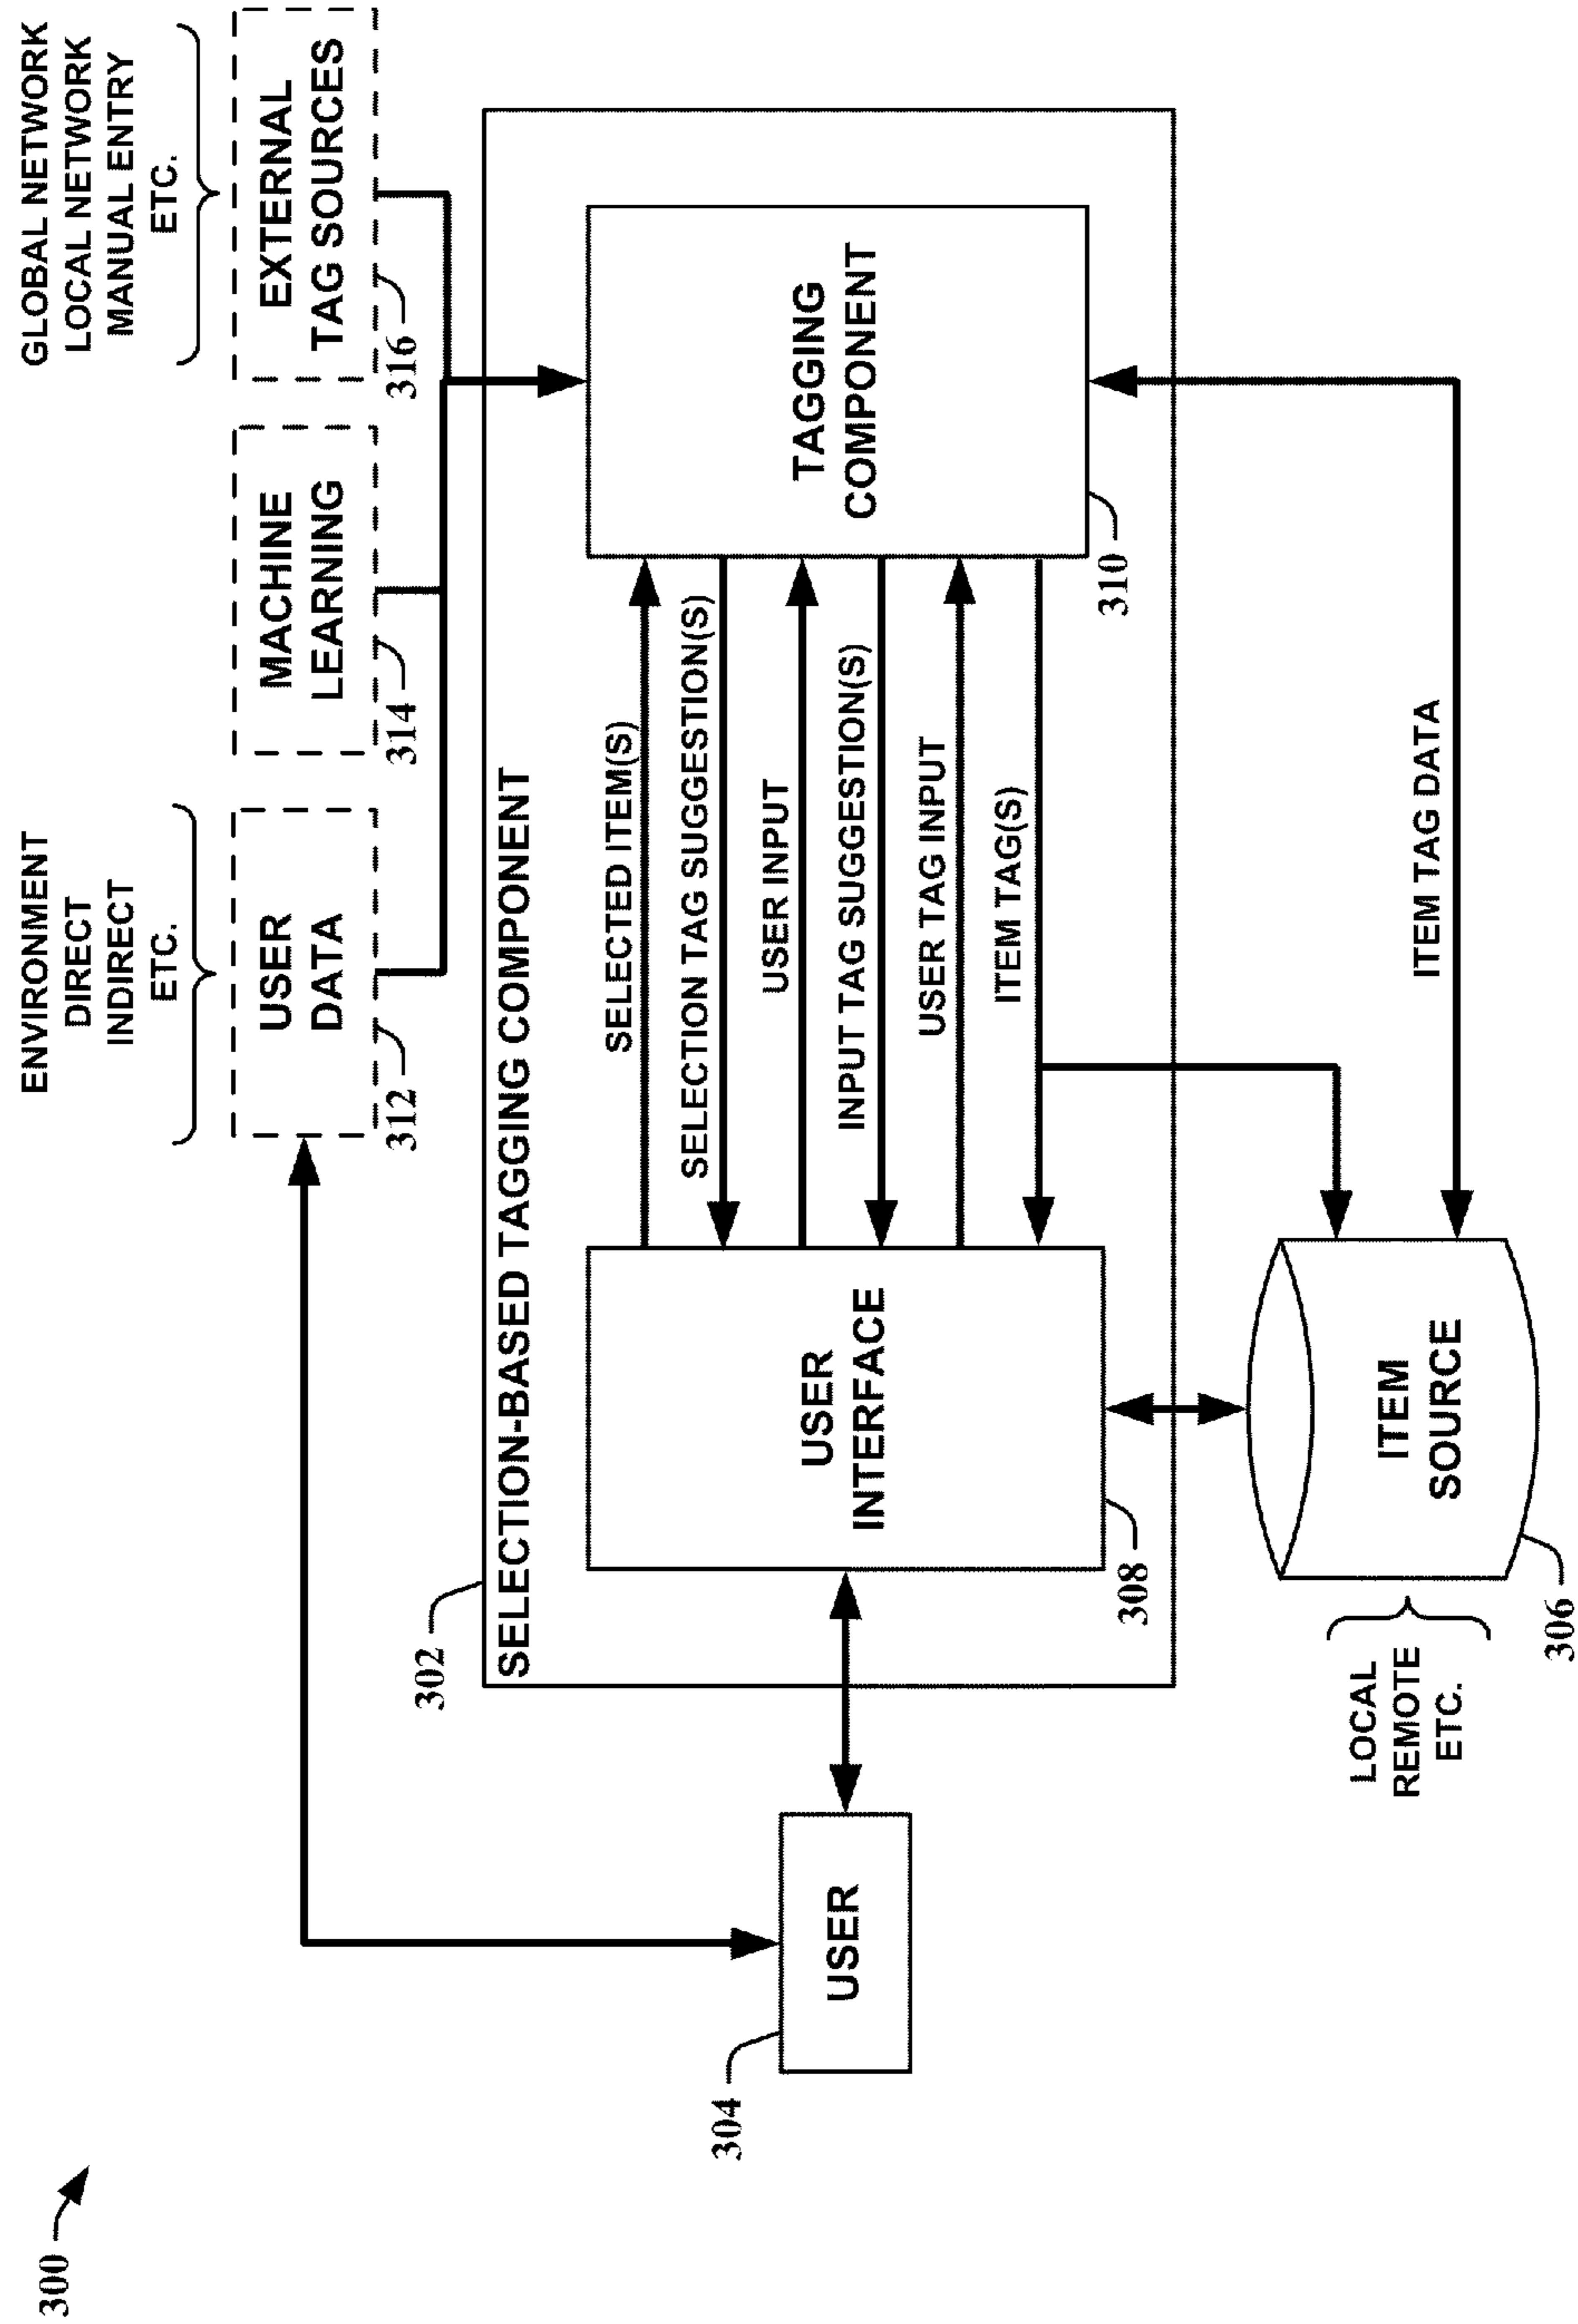 300
ENVIRONMENT
DIRECT
INDIRECT
ETC.
GLOBAL NETWORK
LOCAL NETWORK
MANUAL ENTRY
ETC.
USER
DATA
312
MACHINE
LEARNING
314
EXTERNAL
TAG SOURCES
316
302
SELECTION-BASED TAGGING COMPONENT
304
USER
USER
INTERFACE
308
SELECTED ITEM(S)
SELECTION TAG SUGGESTION(S)
USER INPUT
INPUT TAG SUGGESTION(S)
USER TAG INPUT
ITEM TAG(S)
TAGGING
COMPONENT
310
LOCAL
REMOTE
ETC.
ITEM
SOURCE
306
ITEM TAG DATA